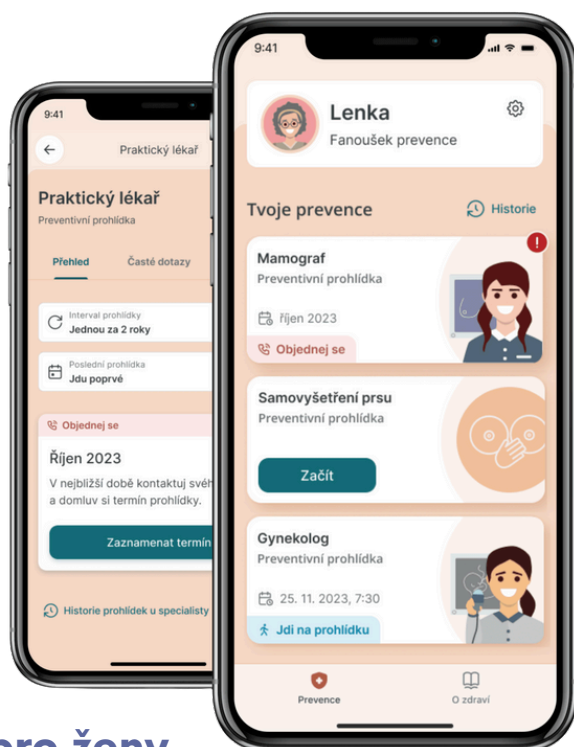 9:41
Praktický lékař
Praktický lékař
Preventivní prohlídka
Přehled
Časté dotazy
Interval prohlídky
Jednou za 2 roky
Poslední prohlídka
Jdu poprvé
Objednej se
Říjen 2023
V nejbližší době kontaktuj
a domluv si termín prohlídky.
Zaznamenat termín
Historie prohlídek u specialisty
9:41
Lenka
Fanoušek prevence
Tvoje prevence
Historie
Mamograf
Preventivní prohlídka
říjen 2023
Objednej se
Samovyšetření prsu
Preventivní prohlídka
Začít
Gynekolog
Preventivní prohlídka
25. 11. 2023, 7:30
Jdi na prohlídku
Prevence
O zdraví
pro ženy